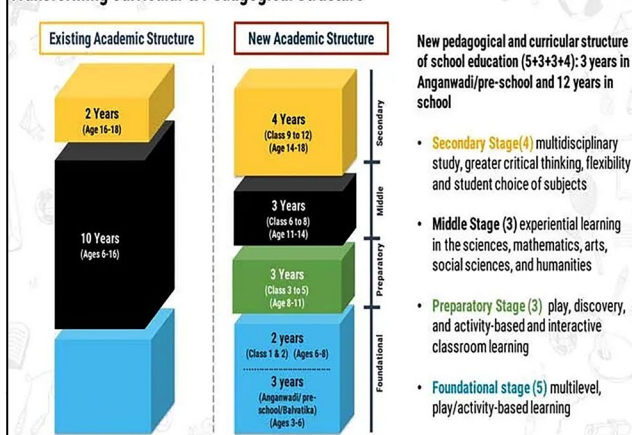 Existing Academic Structure
New Academic Structure
2 Years
(Age 16-18)
10 Years
(Ages 6-16)
4 Years
(Class 9 to 12)
(Age 14-18)
3 Years
(Class 6 to 8)
(Age 11-14)
3 Years
(Class 3 to 5)
(Age 8-11)
2 years
(Class 1 & 2) (Ages 6-8)
3 years
(Anganwadi/ pre-
school/Balvatika)
(Ages 3-6)
Secondary
Middle
Preparatory
Foundational
New pedagogical and curricular structure
of school education (5+3+3+4): 3 years in
Anganwadi/pre-school and 12 years in
school
• Secondary Stage(4) multidisciplinary
study, greater critical thinking, flexibility
and student choice of subjects
• Middle Stage (3) experiential learning
in the sciences, mathematics, arts,
social sciences, and humanities
• Preparatory Stage (3) play, discovery,
and activity-based and interactive
classroom learning
• Foundational stage (5) multilevel,
play/activity-based learning